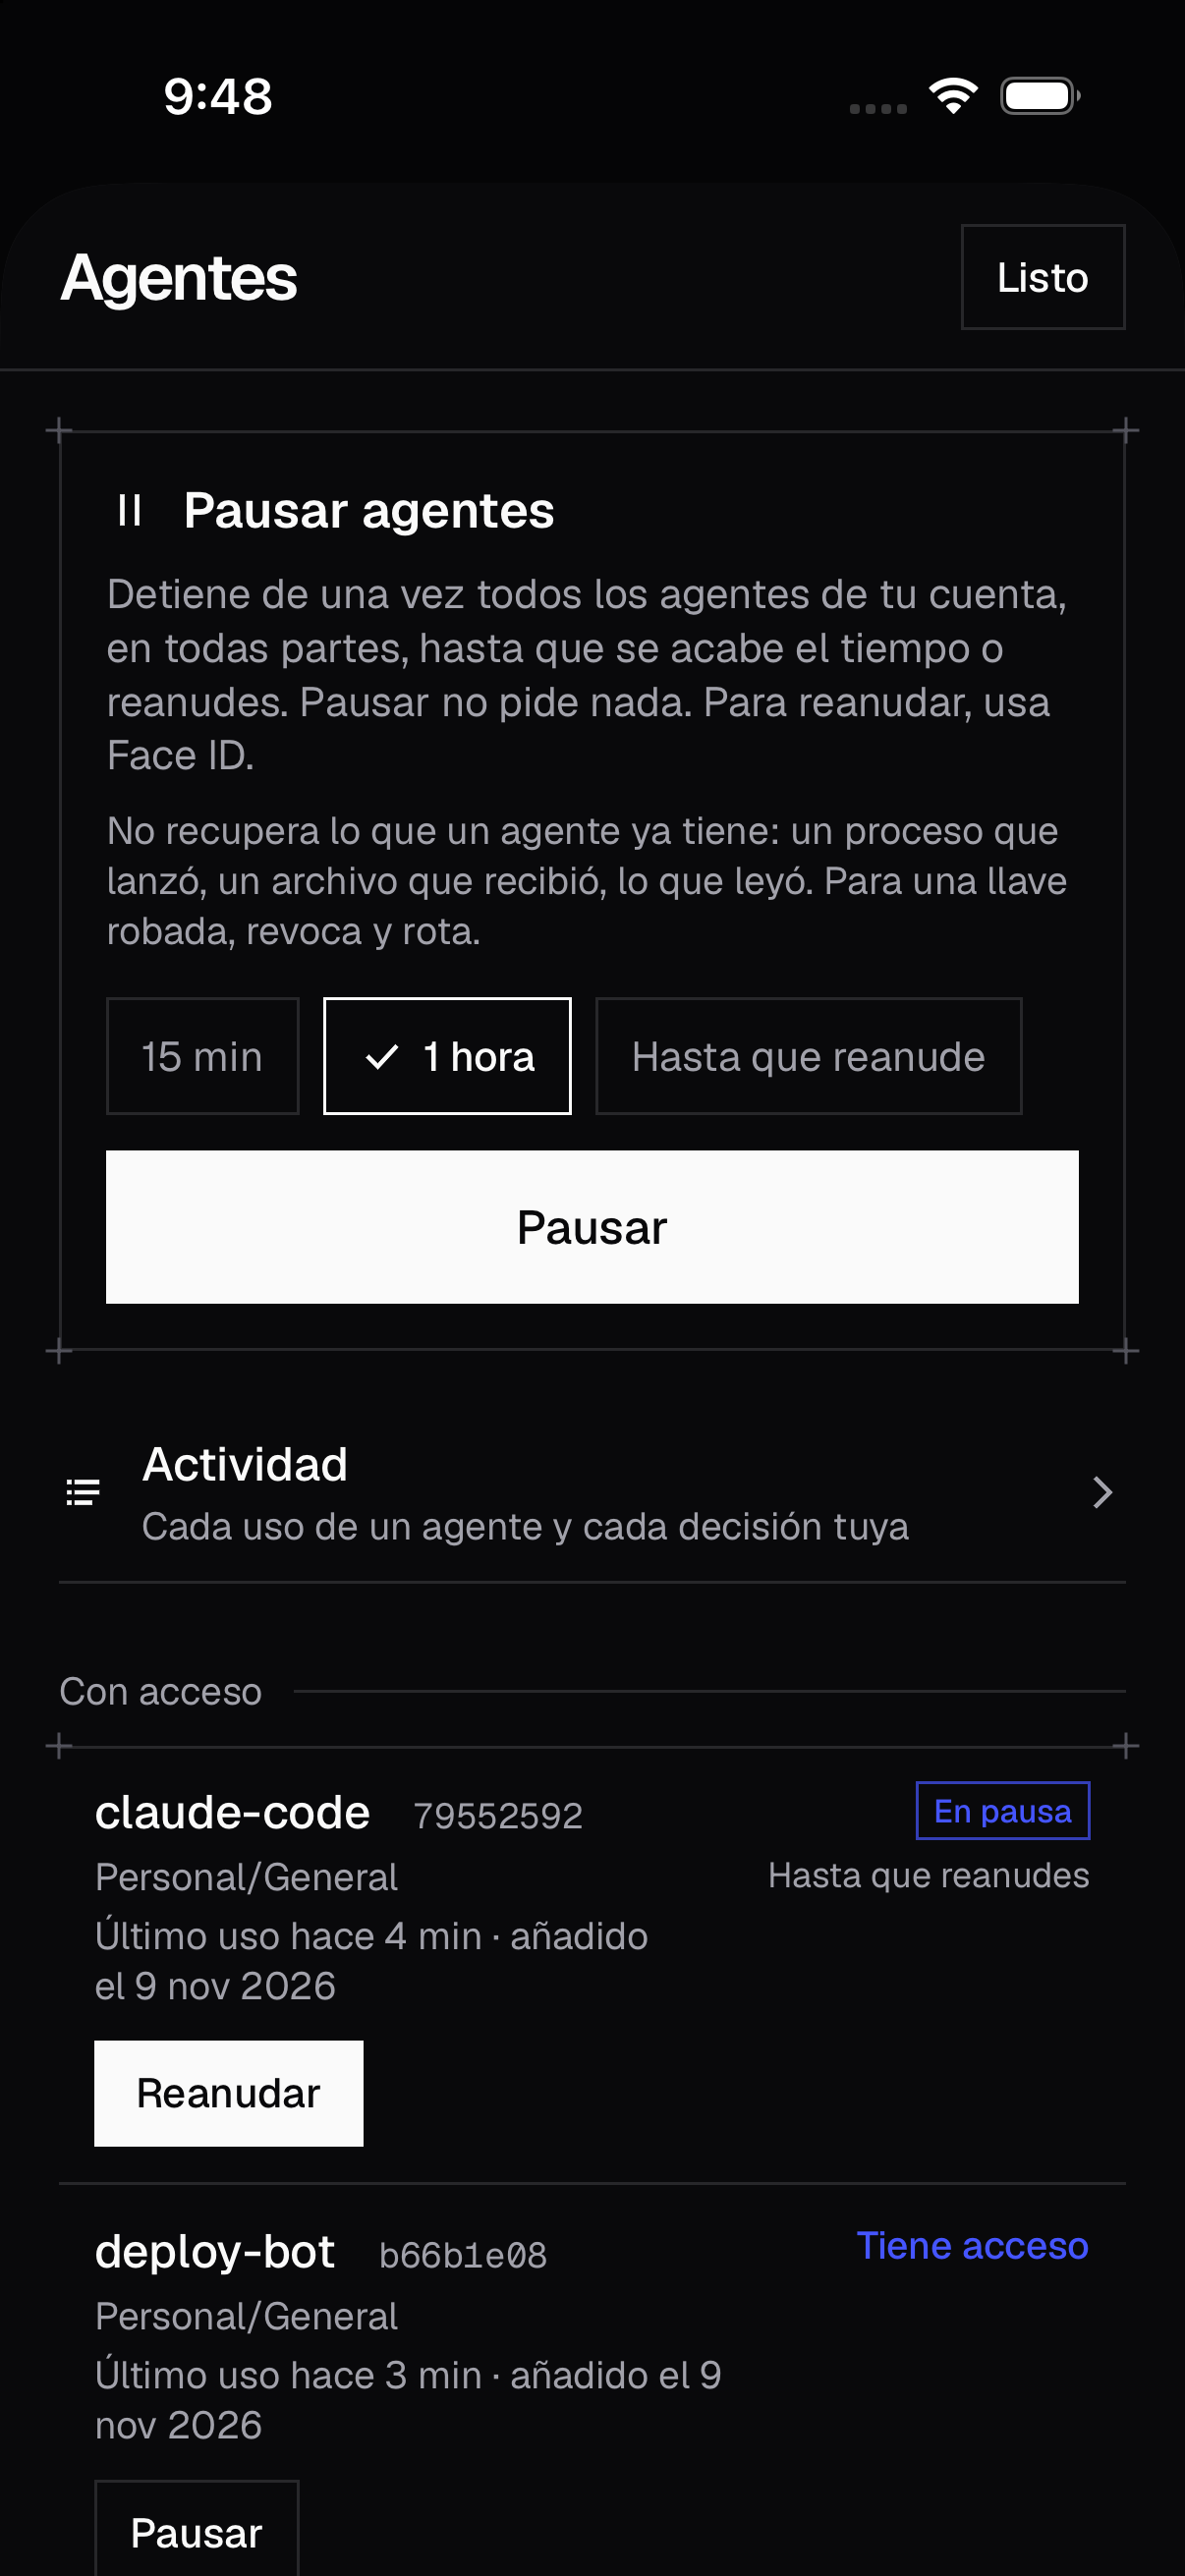 9:48
Agentes
Listo
Pausar agentes
Detiene de una vez todos los agentes de tu cuenta,
en todas partes, hasta que se acabe el tiempo o
reanudes. Pausar no pide nada. Para reanudar, usa
Face ID.
No recupera lo que un agente ya tiene: un proceso que
lanzó, un archivo que recibió, lo que leyó. Para una llave
robada, revoca y rota.
15 min
1 hora
Hasta que reanude
Pausar
Actividad
Cada uso de un agente y cada decisión tuya
Con acceso
claude-code 79552592
En pausa
Personal/General
Hasta que reanudes
Último uso hace 4 min · añadido
el 9 nov 2026
Reanudar
deploy-bot b66b1e08
Tiene acceso
Personal/General
Último uso hace 3 min · añadido el 9
nov 2026
Pausar